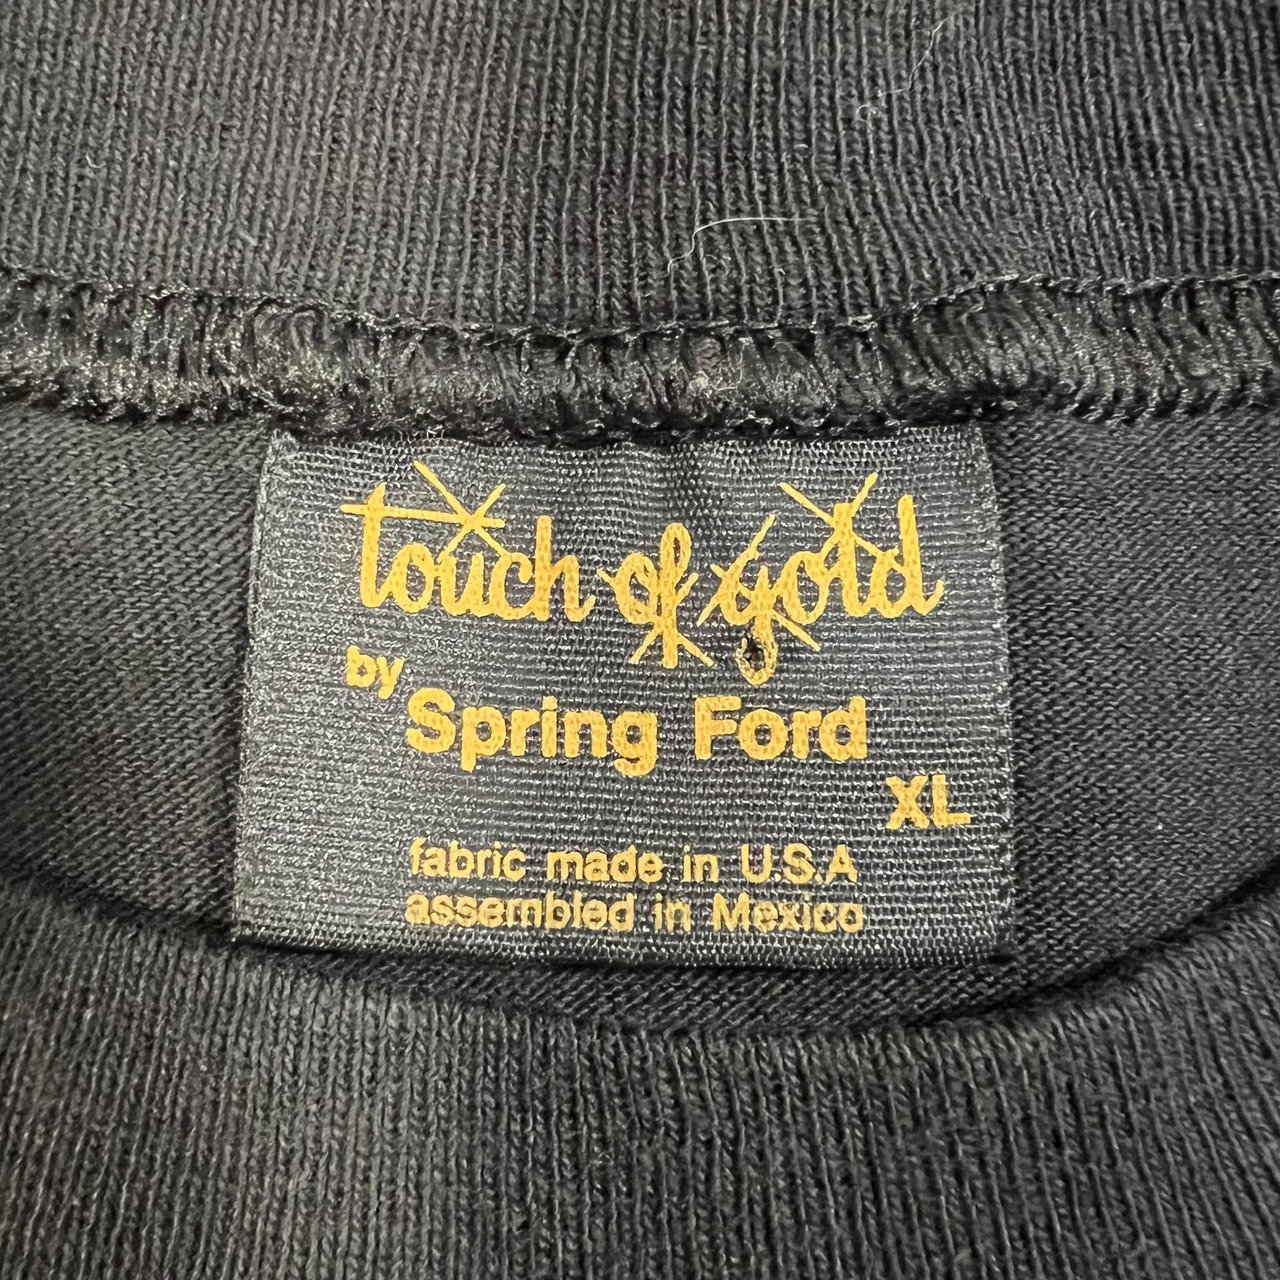 touch of gold
by
Spring Ford
XL
fabric made in U.S.A
assembled in Mexico